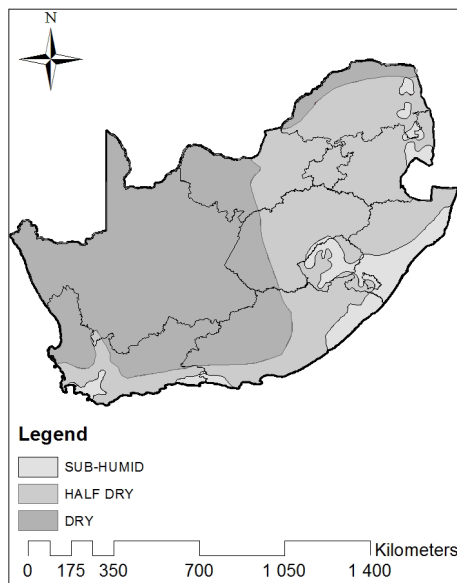 N
Legend
SUB-HUMID
HALF DRY
DRY
Kilometers
0 175 350 700 1 050 1 400